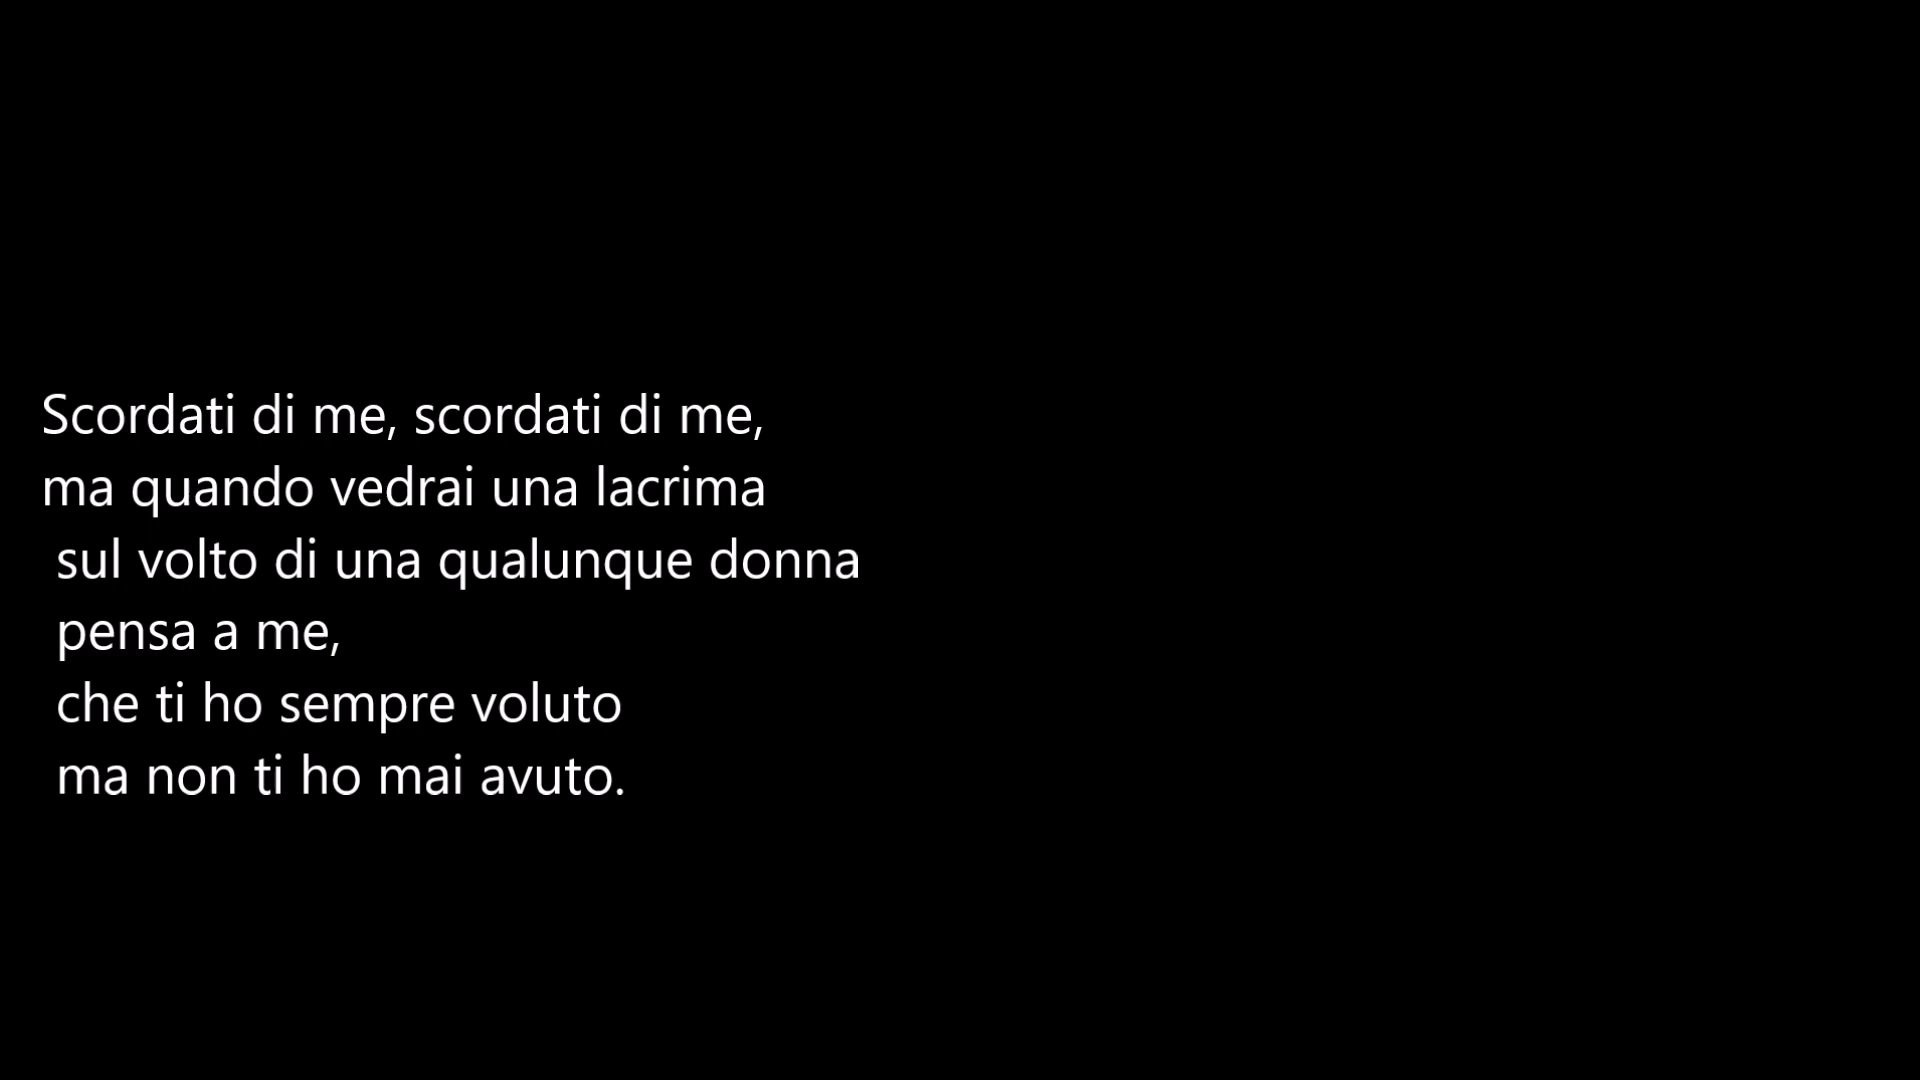 Scordati di me, scordati di me,
ma quando vedrai una lacrima
sul volto di una qualunque donna
pensa a me,
che ti ho sempre voluto
ma non ti ho mai avuto.